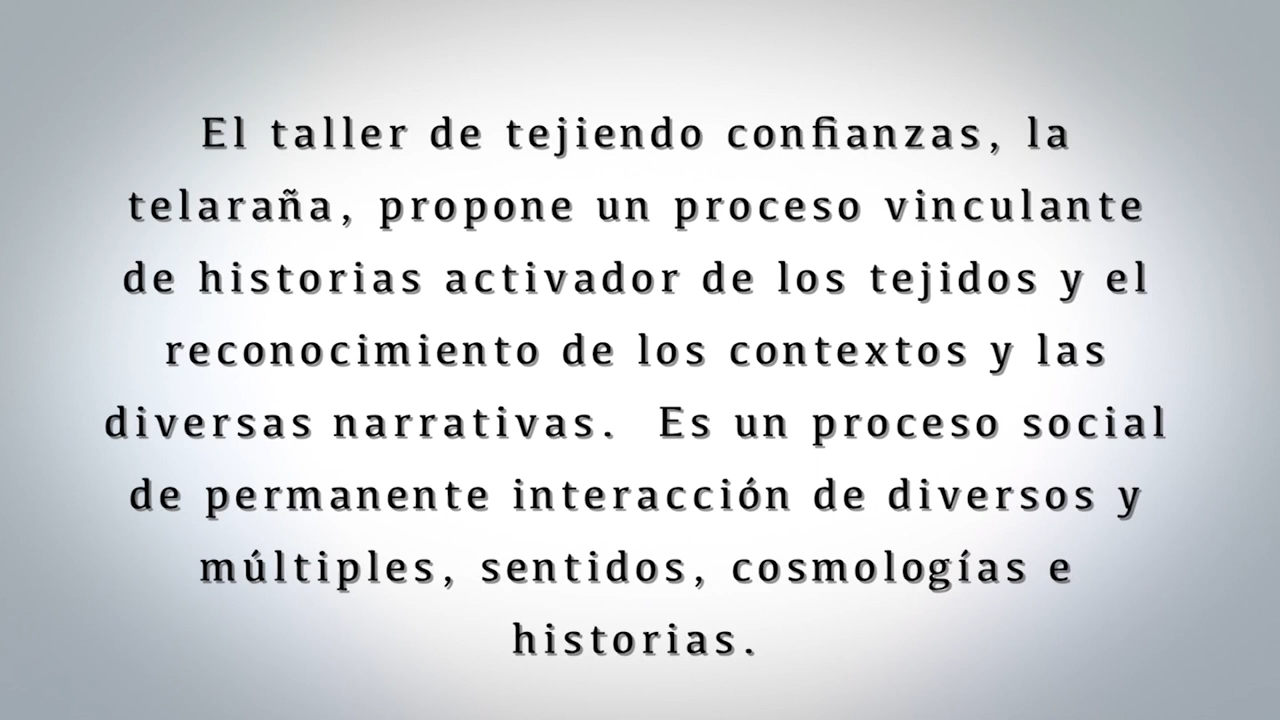 El taller de tejiendo confianzas, la
telaraña, propone un proceso vinculante
de historias activador de los tejidos y el
reconocimiento de los contextos y las
diversas narrativas.  Es un proceso social
de permanente interacción de diversos y
múltiples, sentidos, cosmologías e
historias.